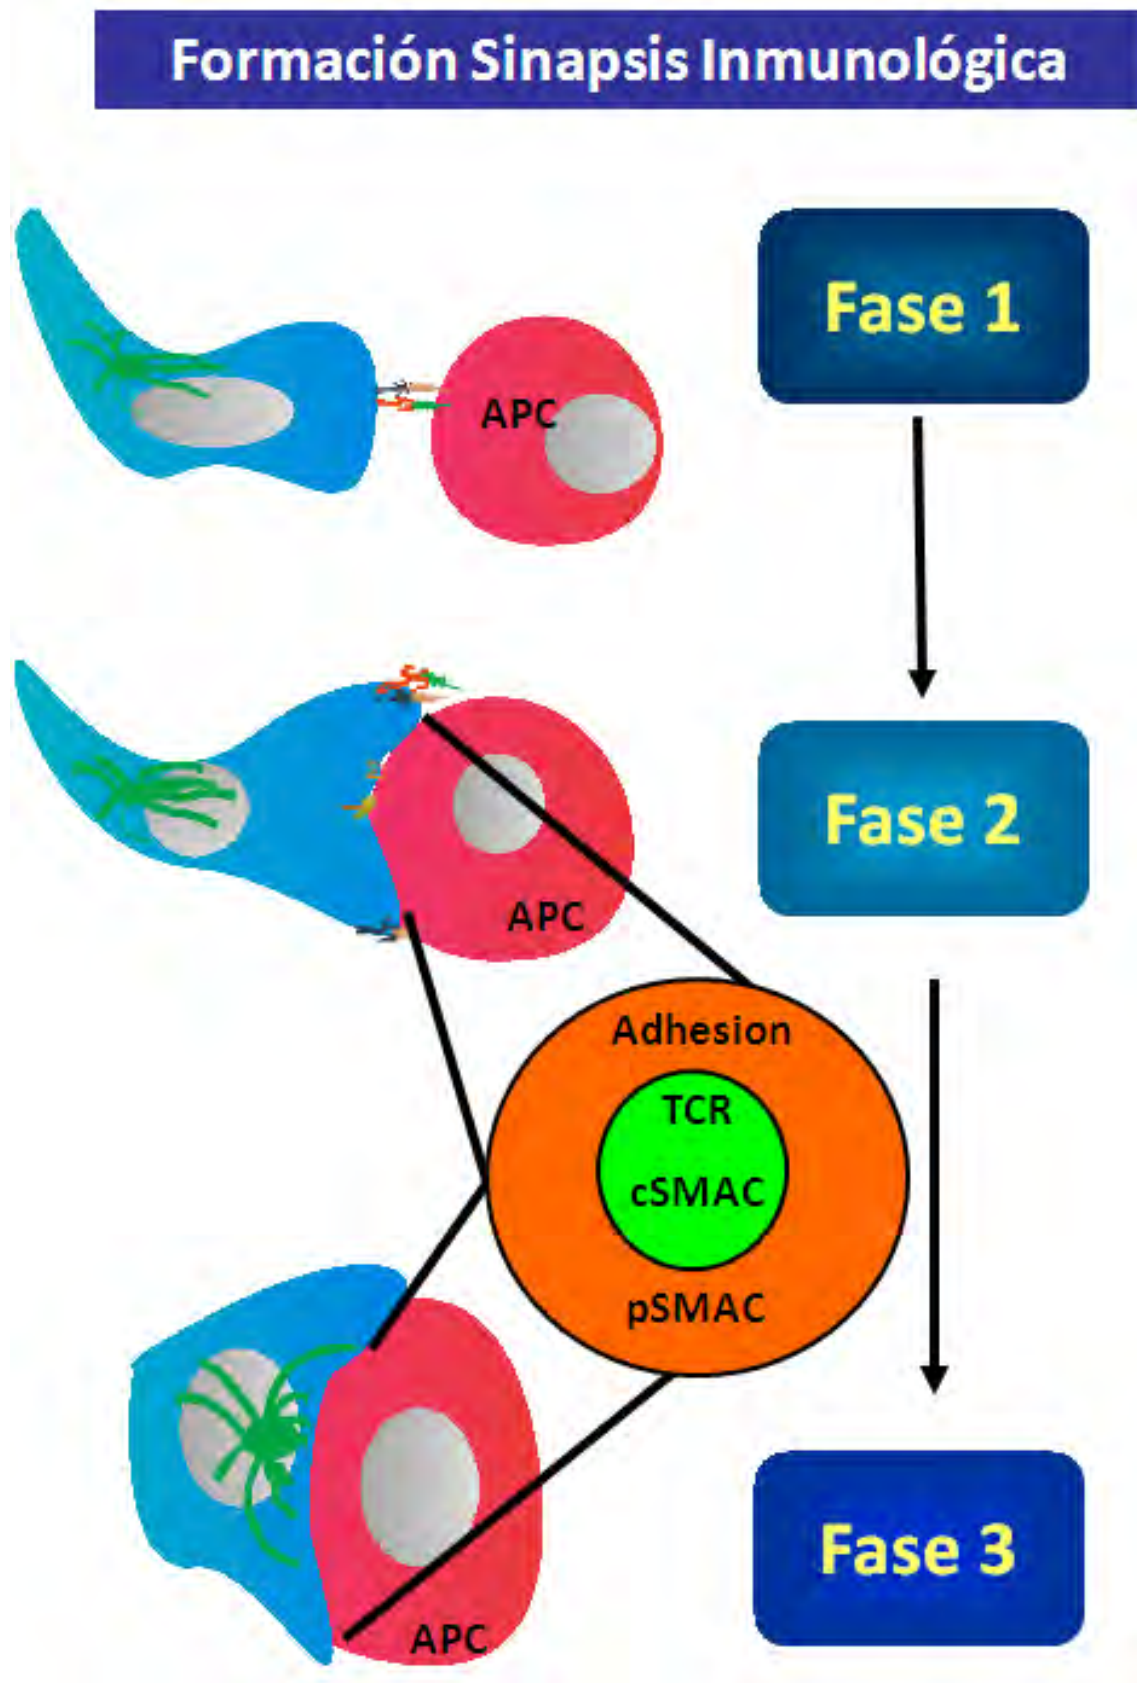 Formación Sinapsis Inmunológica
Fase 1
APC
Fase 2
APC
Adhesion
TCR
cSMAC
pSMAC
Fase 3
APC